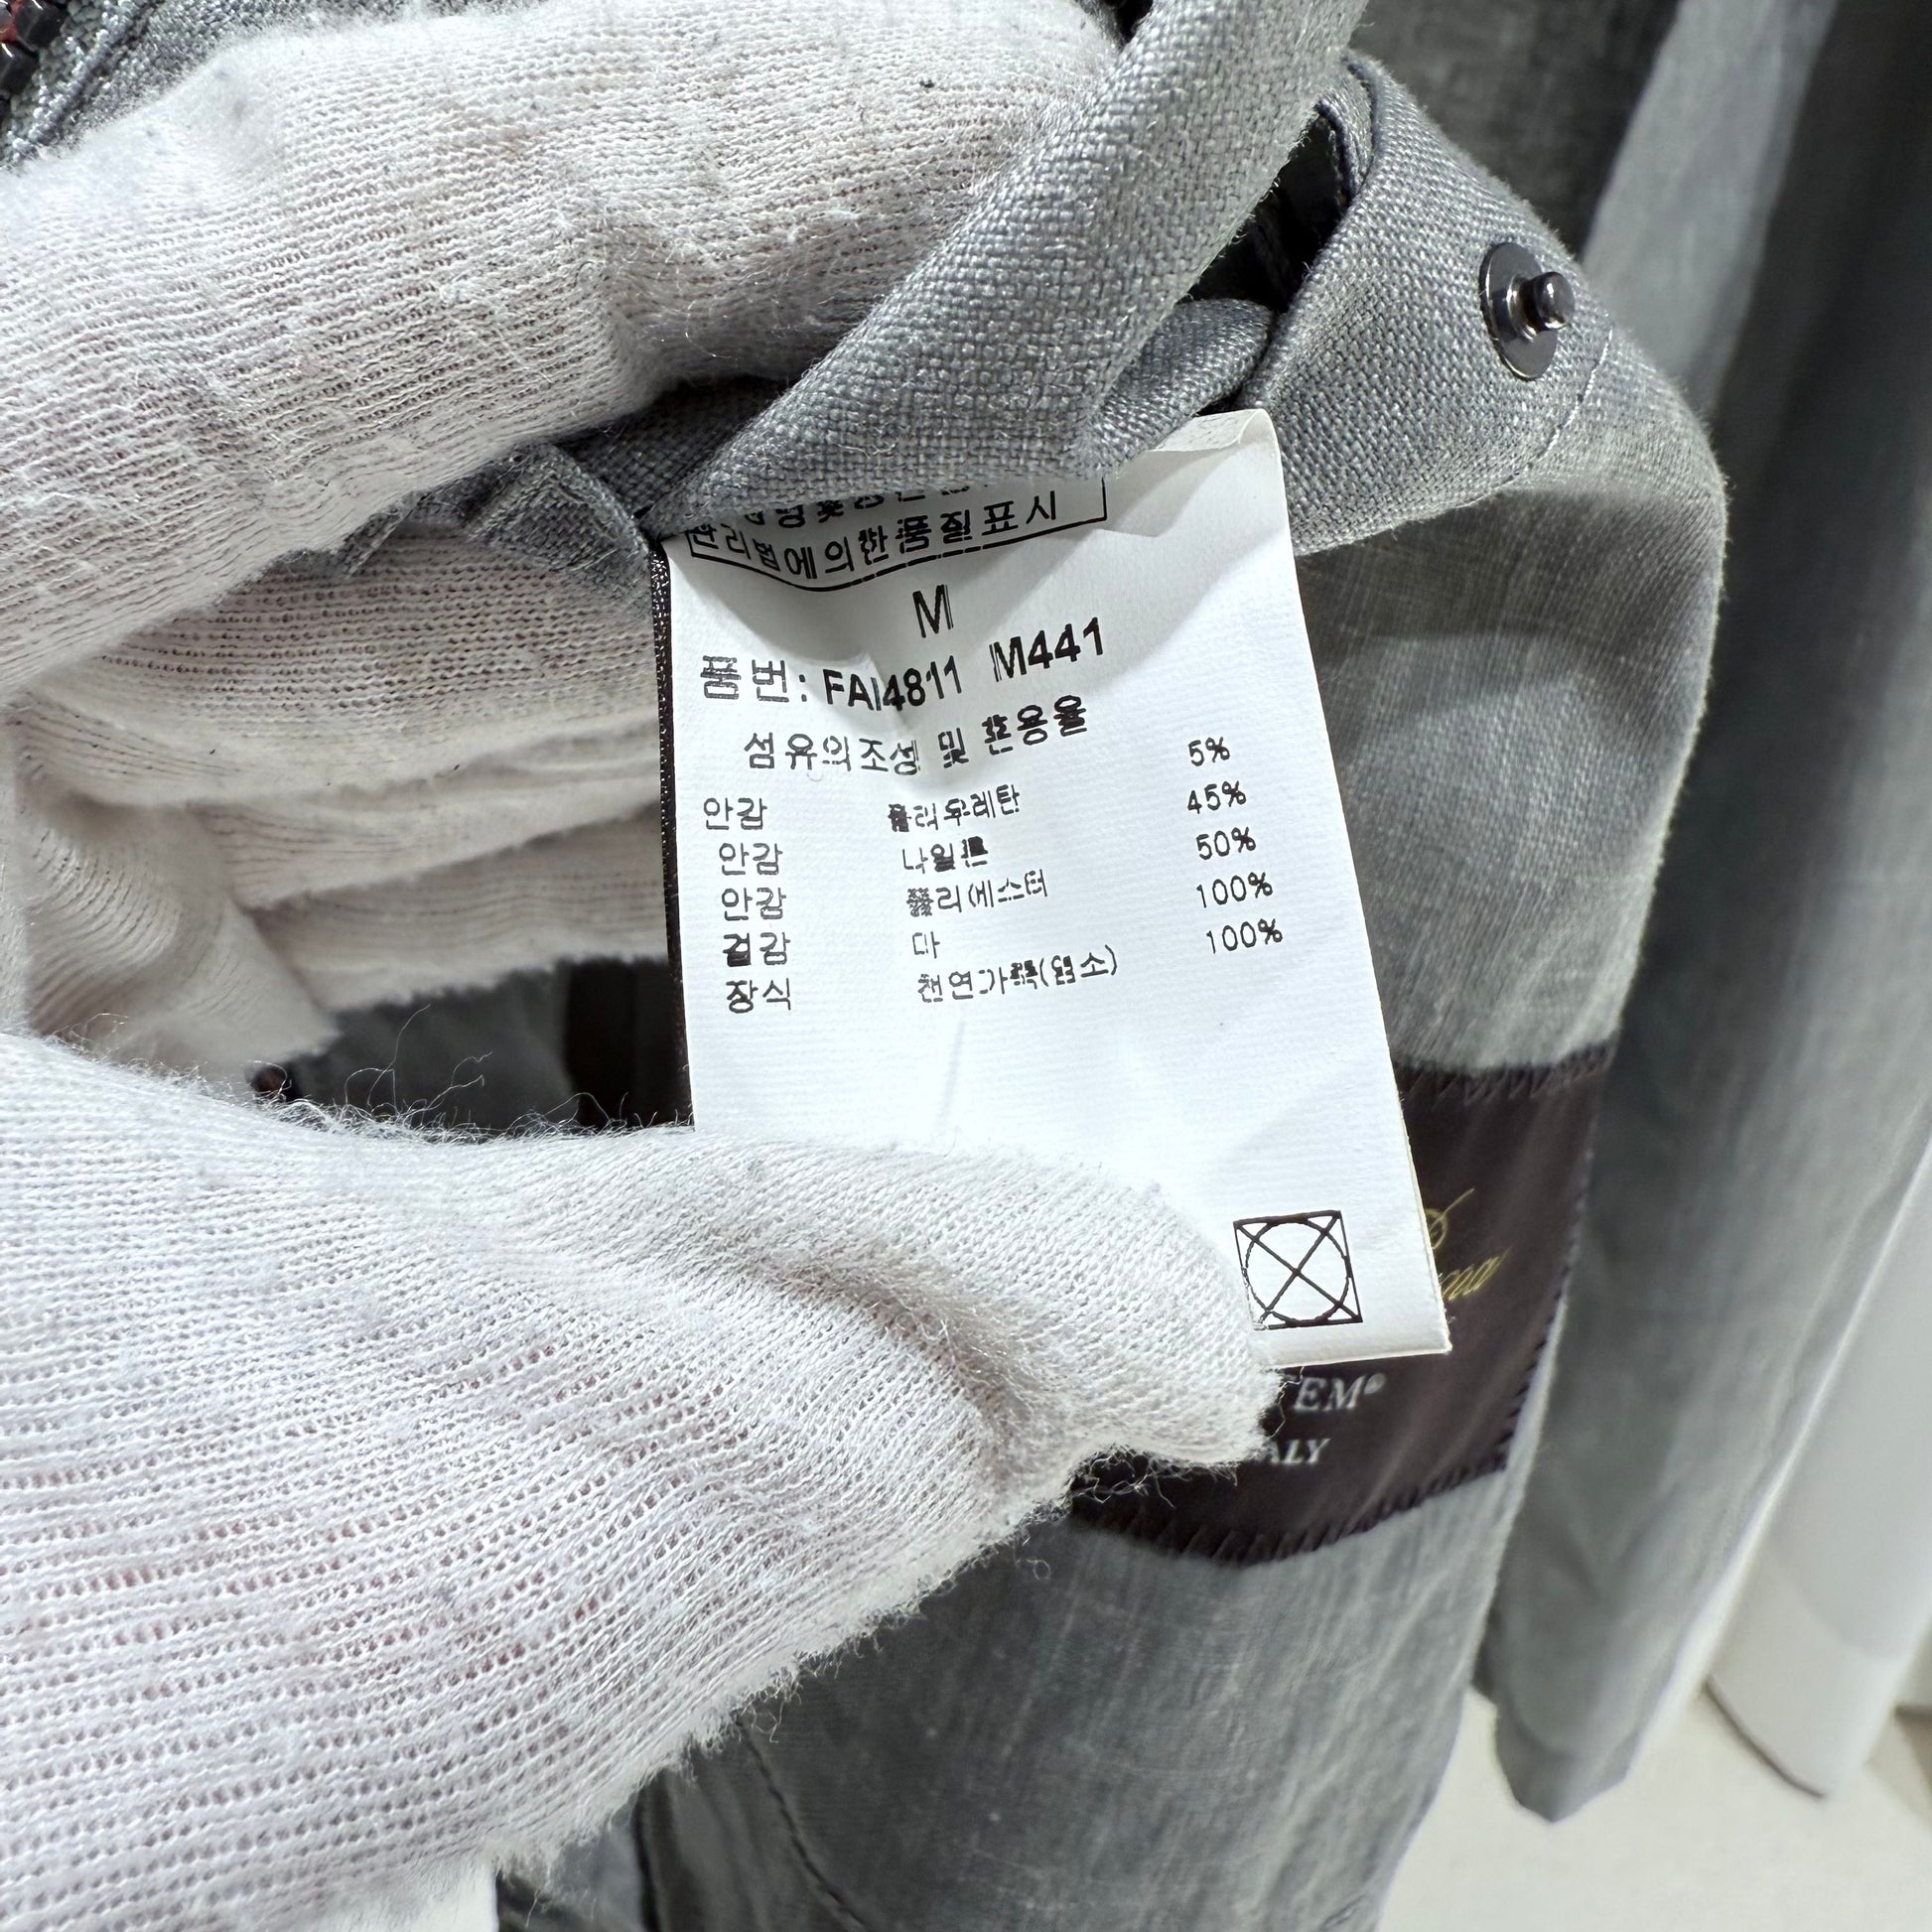 관리법에의한품질표시
M
품번: FAI4811 M441
섬유의조성 및 혼용율
안감 폴리우레탄 5%
안감 나일론 45%
안감 폴리에스터 50%
겉감 마 100%
장식 천연가죽(염소) 100%
TEM®
ALY